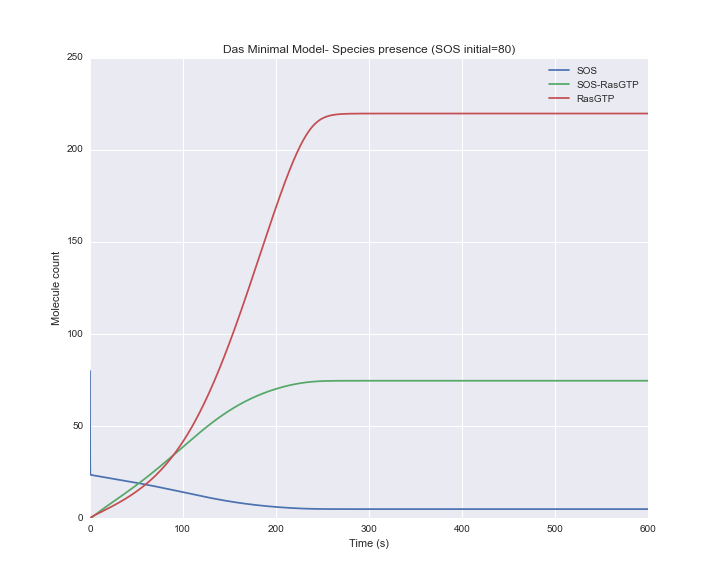 Das Minimal Model- Species presence (SOS initial=80)
250
200
150
100
50
0
Molecule count
SOS
SOS-RasGTP
RasGTP
0 100 200 300 400 500 600
Time (s)